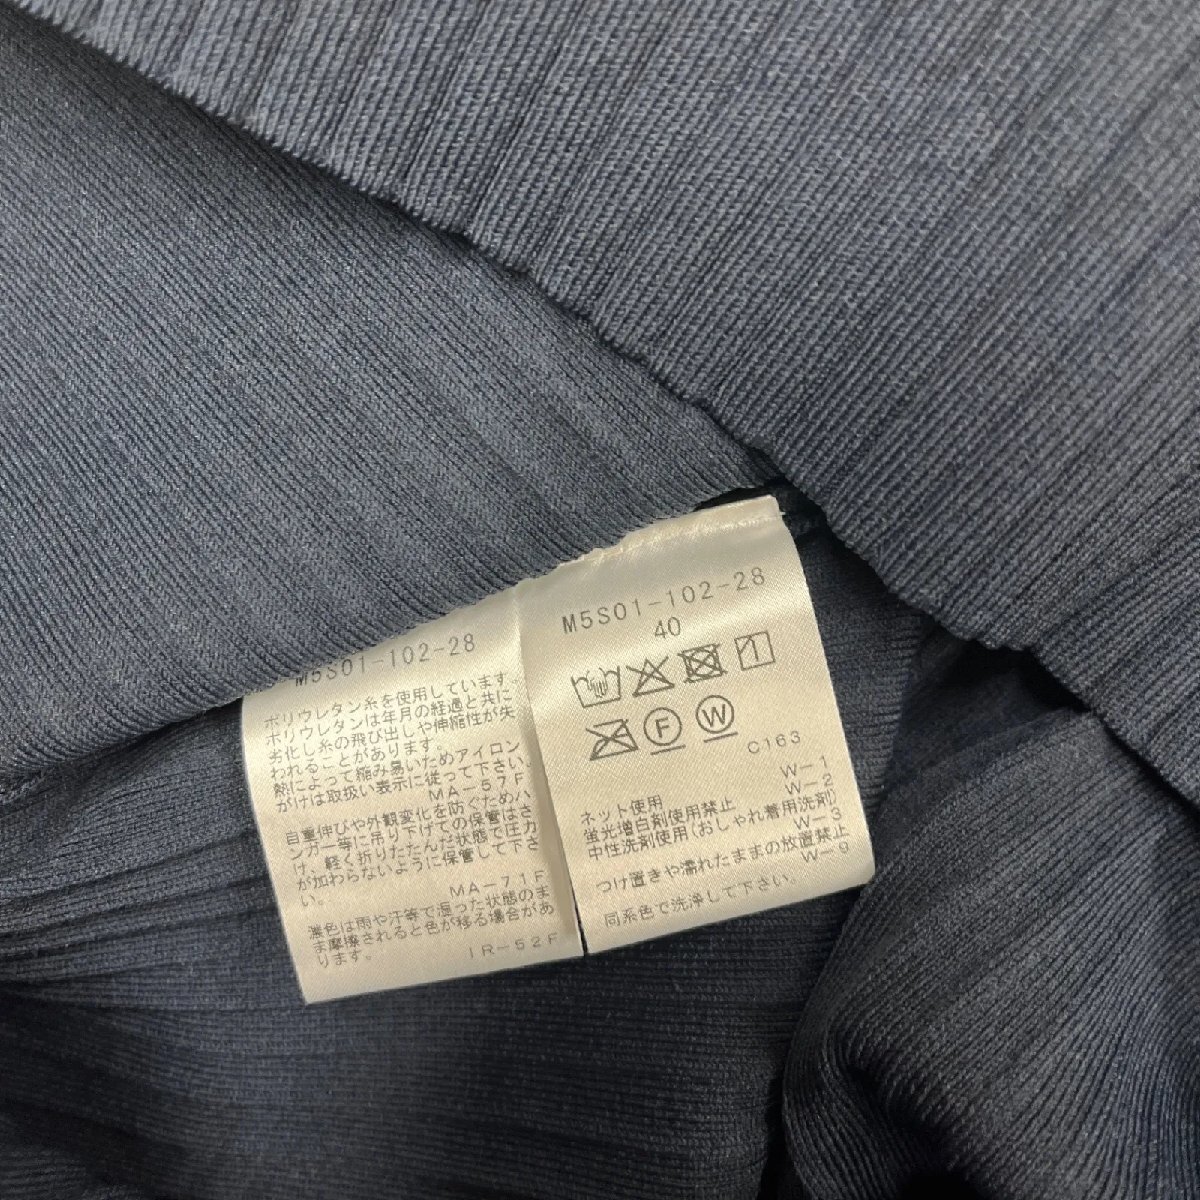 M5S01-102-28
ポリウレタン糸を使用しています。
ポリウレタンは年月の経過と共に
劣化し糸の飛び出しや伸縮性が失
われることがあります。
熱によって縮み易いためアイロン
がけは取扱い表示に従って下さい。
MA-57F
自重伸びや外観変化を防ぐためハ
ンガー等に吊り下げての保管はさ
け、軽く折りたたんだ状態で圧力
が加わらないように保管して下さ
い。
MA-71F
濃色は雨や汗等で湿った状態のま
ま摩擦されると色が移る場合があ
ります。
IR-52F
M5S01-102-28
40
F W
C163
W-1
ネット使用
W-2
蛍光増白剤使用禁止
中性洗剤使用(おしゃれ着用洗剤)
W-3
つけ置きや濡れたままの放置禁止
W-9
同系色で洗浄して下さい。